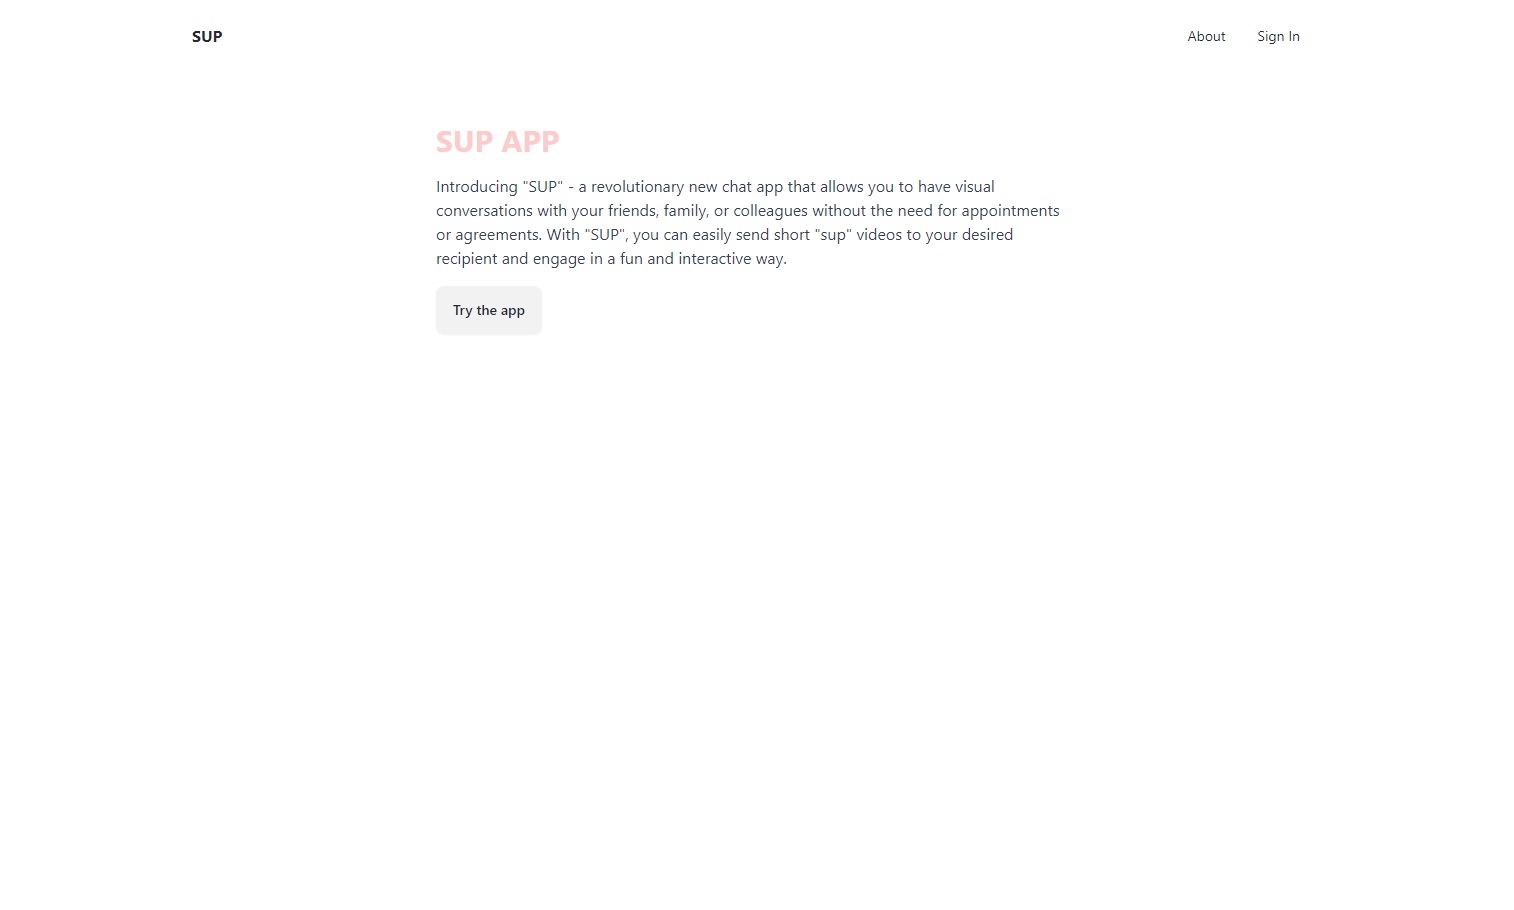 SUP
About
Sign In
SUP APP
Introducing "SUP" - a revolutionary new chat app that allows you to have visual
conversations with your friends, family, or colleagues without the need for appointments
or agreements. With "SUP", you can easily send short "sup" videos to your desired
recipient and engage in a fun and interactive way.
Try the app